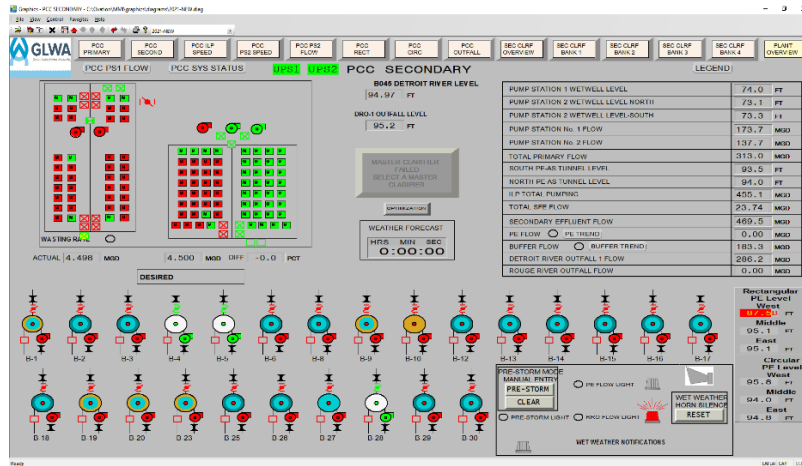 Graphics - PCC SECONDARY - C:\Ovation\MMI\graphics\diagrams\2021-NEW.diag
File View Control Favorites Help
2021-NEW
GLWA
PCC PRIMARY
PCC SECOND
PCC ILP SPEED
PCC PS2 SPEED
PCC PS2 FLOW
PCC RECT
PCC CIRC
PCC OUTFALL
SEC CLRF OVERVIEW
SEC CLRF BANK 1
SEC CLRF BANK 2
SEC CLRF BANK 3
SEC CLRF BANK 4
PLANT OVERVIEW
PCC PS1 FLOW
PCC SYS STATUS
UPS1 UPS2 PCC SECONDARY
LEGEND
B046 DETROIT RIVER LEVEL
94.97 FT
DRO-1 OUTFALL LEVEL
95.2 FT
MASTER CLARIFIER
FAILED
SELECT A MASTER
CLARIFIER
OPTIMIZATION
WEATHER FORECAST
HRS MIN SEC
0:00:00
PUMP STATION 1 WETWELL LEVEL 74.0 FT
PUMP STATION 2 WETWELL LEVEL NORTH 73.1 FT
PUMP STATION 2 WETWELL LEVEL-SOUTH 73.3 FT
PUMP STATION No. 1 FLOW 173.7 MGD
PUMP STATION No. 2 FLOW 137.7 MGD
TOTAL PRIMARY FLOW 313.0 MGD
SOUTH PE-AS TUNNEL LEVEL 93.5 FT
NORTH PE AS TUNNEL LEVEL 94.0 FT
ILP TOTAL PUMPING 455.1 MGD
TOTAL SFE FLOW 23.74 MGD
SECONDARY EFFLUENT FLOW 469.5 MGD
PE FLOW PE TREND 0.00 MGD
BUFFER FLOW BUFFER TREND 183.3 MGD
DETROIT RIVER OUTFALL 1 FLOW 286.2 MGD
ROUGE RIVER OUTFALL FLOW 0.00 MGD
WASTING RATE
ACTUAL 4.498 MGD 4.500 MGD DIFF -0.0 PCT
DESIRED
B-1 B-2 B-3 B-4 B-5 B-6 B-8 B-9 B-10 B-12 B-13 B-14 B-15 B-16 B-17
Rectangular
PE Level
West
FT
Middle
95.1 FT
East
95.1 FT
Circular
PF Level
West
95.8 FT
Middle
94.0 FT
East
94.8 FT
PRE-STORM MODE
MANUAL ENTRY
PRE-STORM
CLEAR
PE FLOW LIGHT
PRE-STORM LIGHT
RRO FLOW LIGHT
WET WEATHER
HORN SILENCE
RESET
WET WEATHER NOTIFICATIONS
B 18 B 19 B 20 B 23 B 25 B 26 B 27 B 28 B 29 B 30
Ready